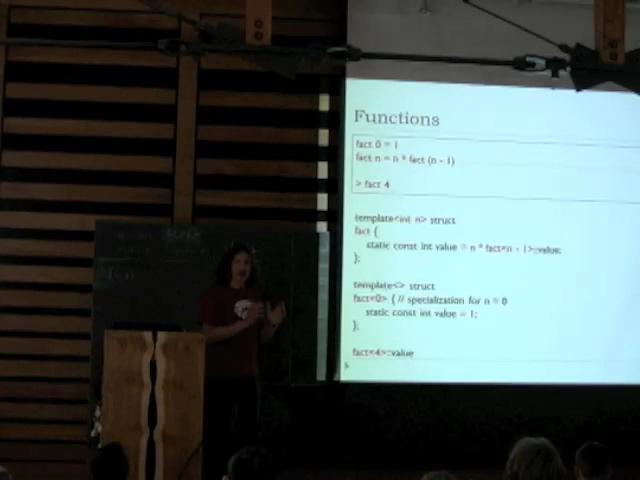 Functions
fact 0 = 1
fact n = n * fact (n - 1)
> fact 4
template<int n> struct
fact {
static const int value = n * fact<n - 1>::value;
};
template<> struct
fact<0> { // specialization for n = 0
static const int value = 1;
};
fact<4>::value